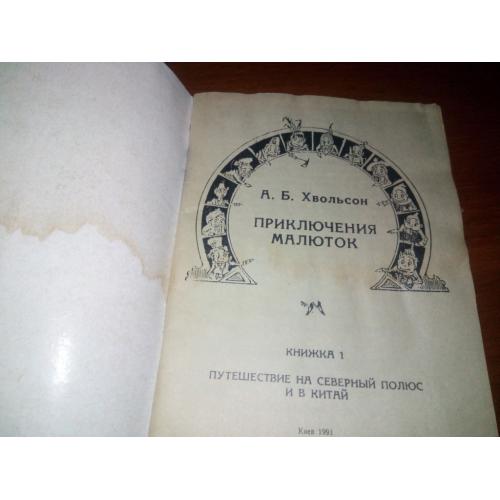 А. Б. Хвольсон
ПРИКЛЮЧЕНИЯ
МАЛЮТОК
КНИЖКА 1
ПУТЕШЕСТВИЕ НА СЕВЕРНЫЙ ПОЛЮС
И В КИТАЙ
Киев 1991